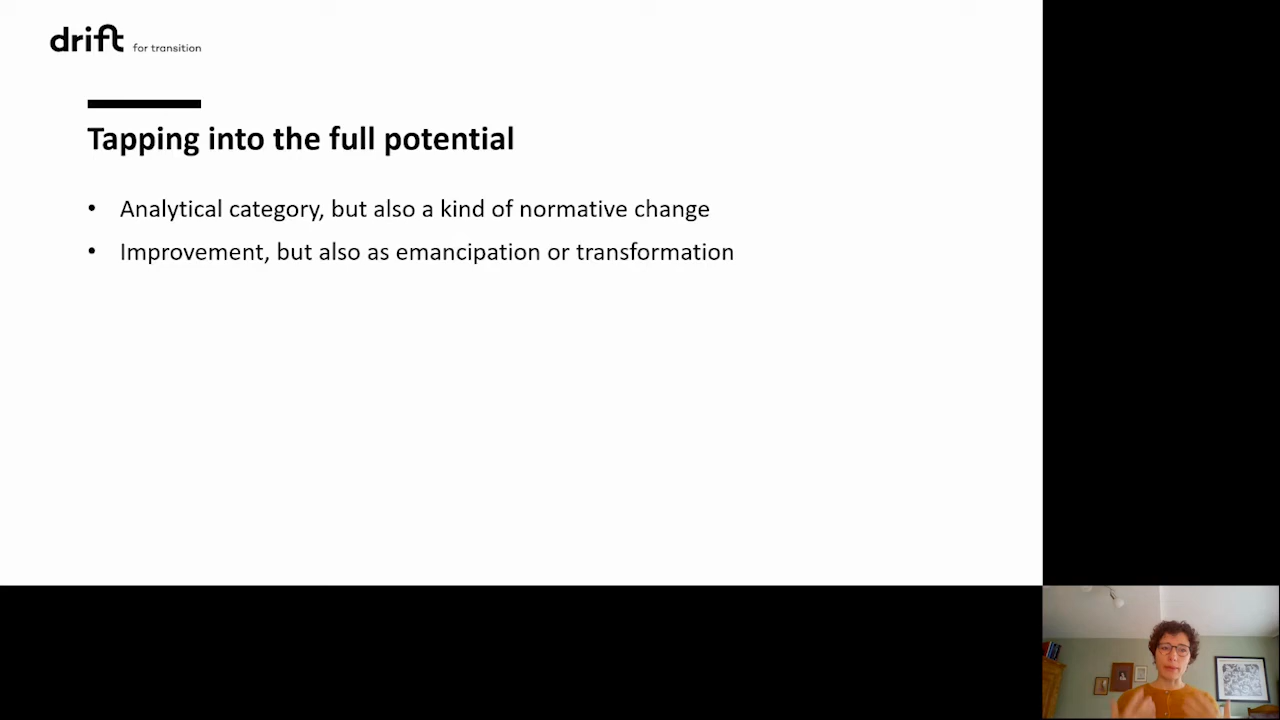 drift for transition
Tapping into the full potential
• Analytical category, but also a kind of normative change
• Improvement, but also as emancipation or transformation